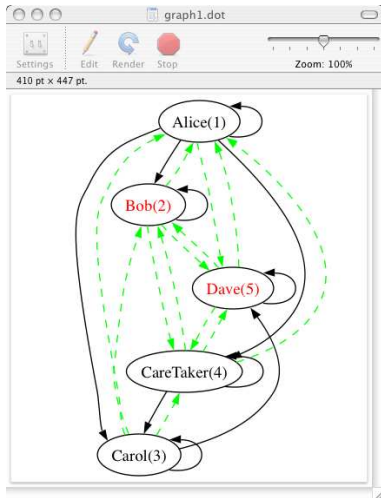 graph1.dot
Settings Edit Render Stop Zoom: 100%
410 pt × 447 pt.
Alice(1)
Bob(2)
Dave(5)
CareTaker(4)
Carol(3)